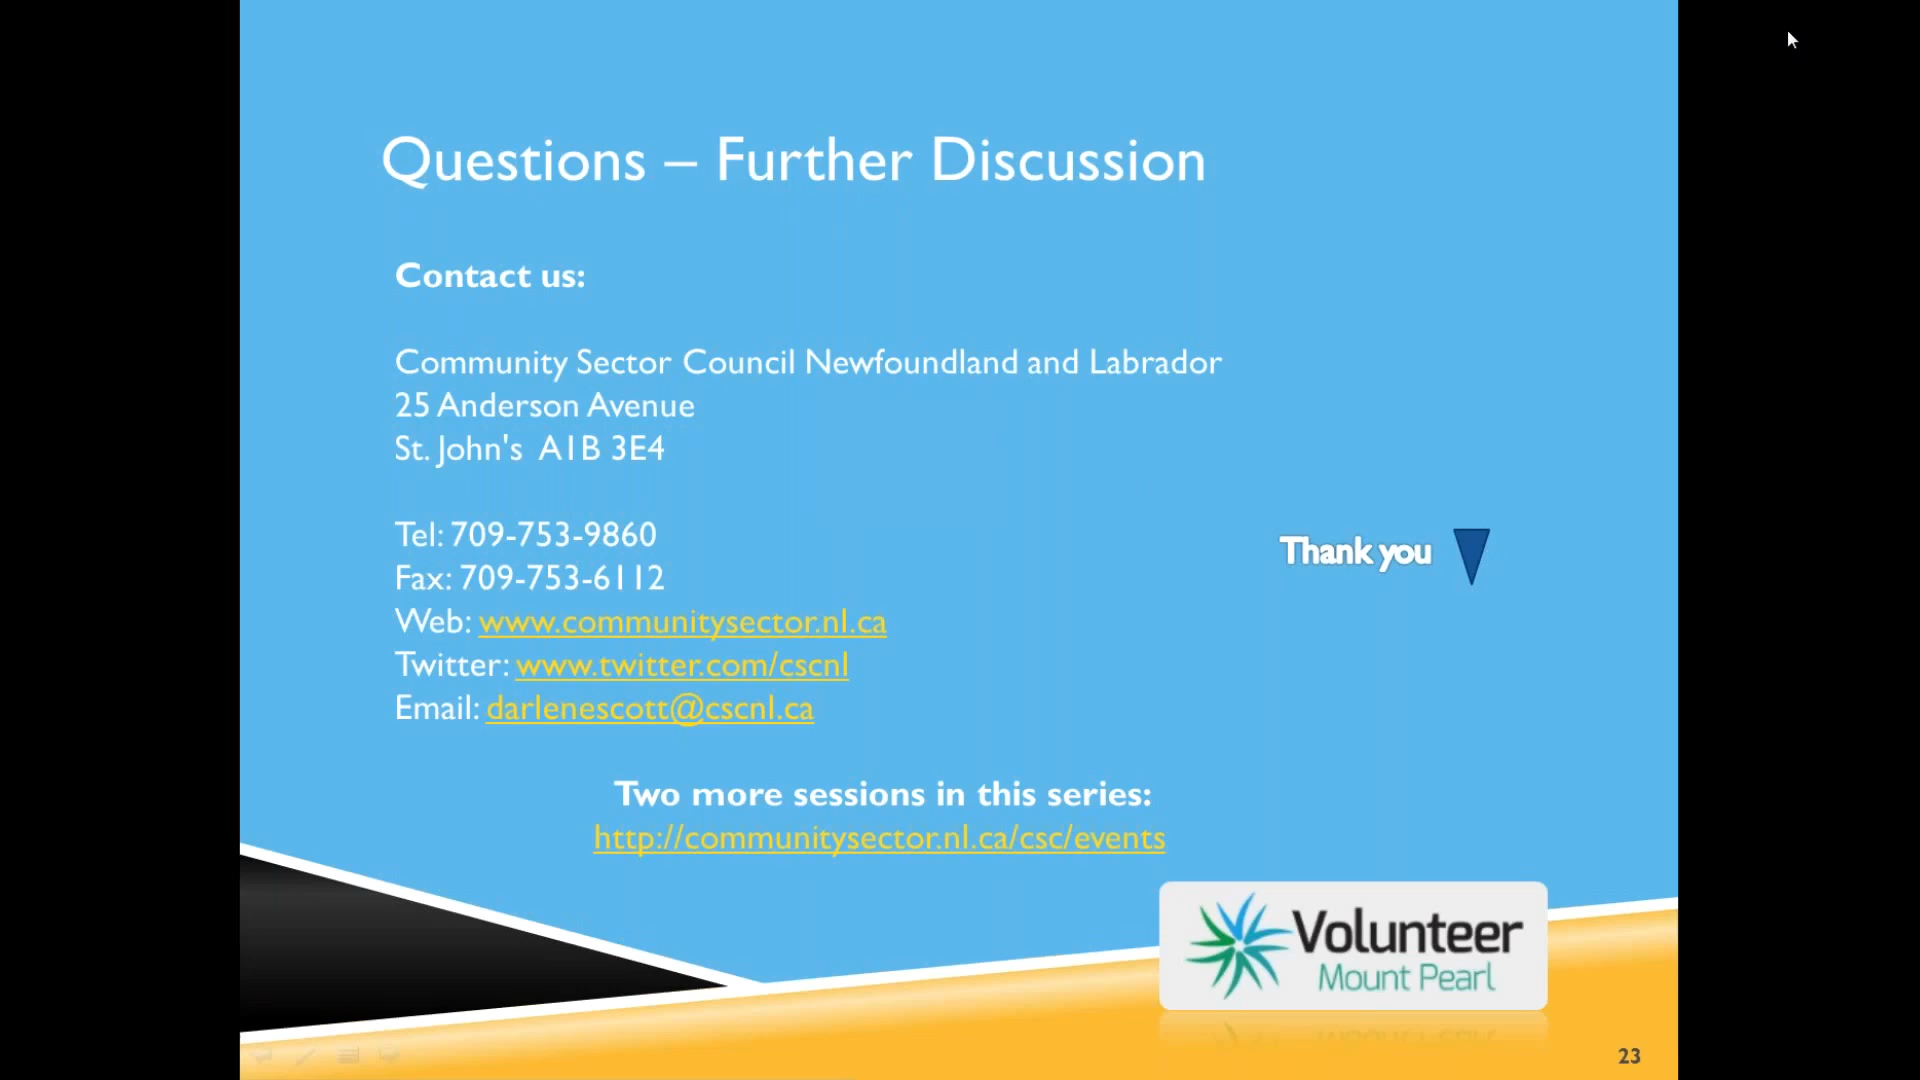 Questions – Further Discussion
Contact us:
Community Sector Council Newfoundland and Labrador
25 Anderson Avenue
St. John's  A1B 3E4
Tel: 709-753-9860
Fax: 709-753-6112
Web: www.communitysector.nl.ca
Twitter: www.twitter.com/cscnl
Email: darlenescott@cscnl.ca
Thank you
Two more sessions in this series:
http://communitysector.nl.ca/csc/events
Volunteer
Mount Pearl
23